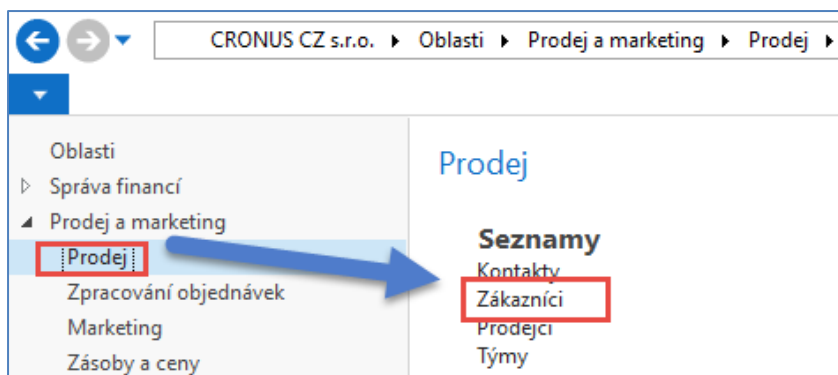 CRONUS CZ s.r.o. ▸ Oblasti ▸ Prodej a marketing ▸ Prodej ▸
Oblasti
Správa financí
Prodej a marketing
Prodej
Zpracování objednávek
Marketing
Zásoby a ceny
Prodej
Seznamy
Kontakty
Zákazníci
Prodejci
Týmy